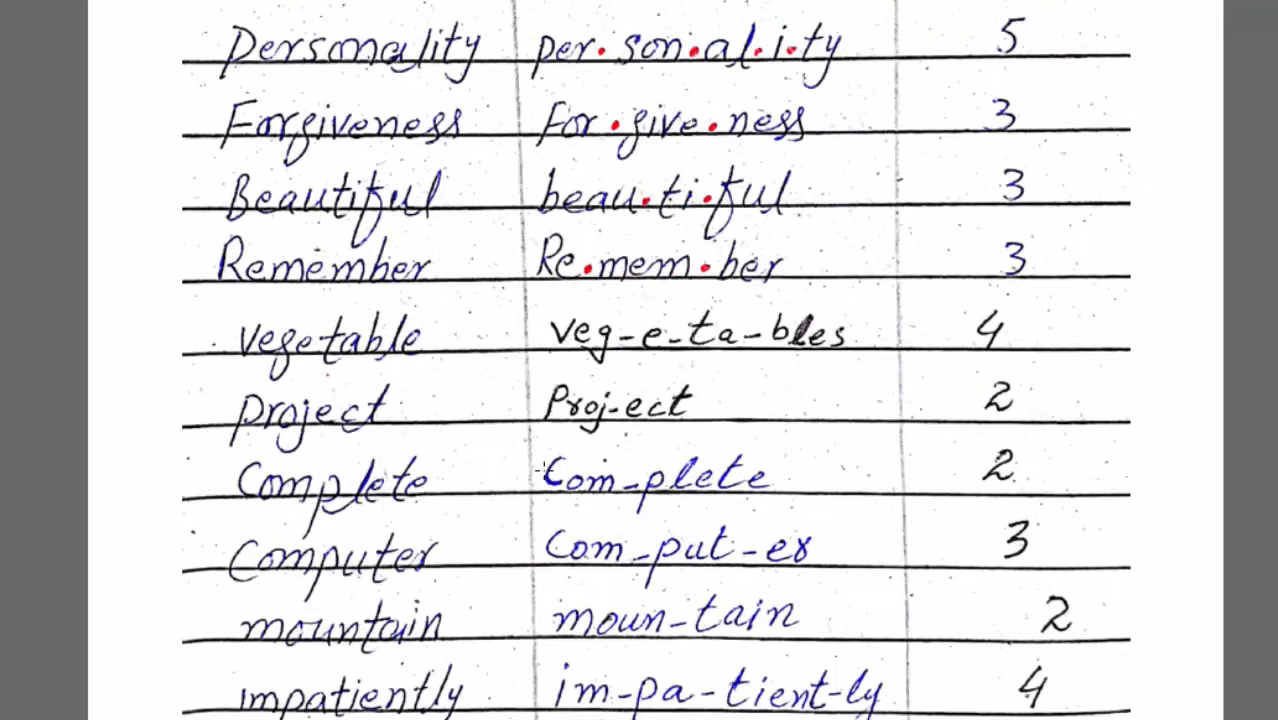 Personality per.son.al.i.ty 5
Forgiveness For.give.ness 3
Beautiful beau.ti.ful 3
Remember Re.mem.ber 3
vegetable veg-e-ta-bles 4
project Proj-ect 2
Complete Com-plete 2
Computer Com-put-er 3
mountain moun-tain 2
impatiently im-pa-tient-ly 4